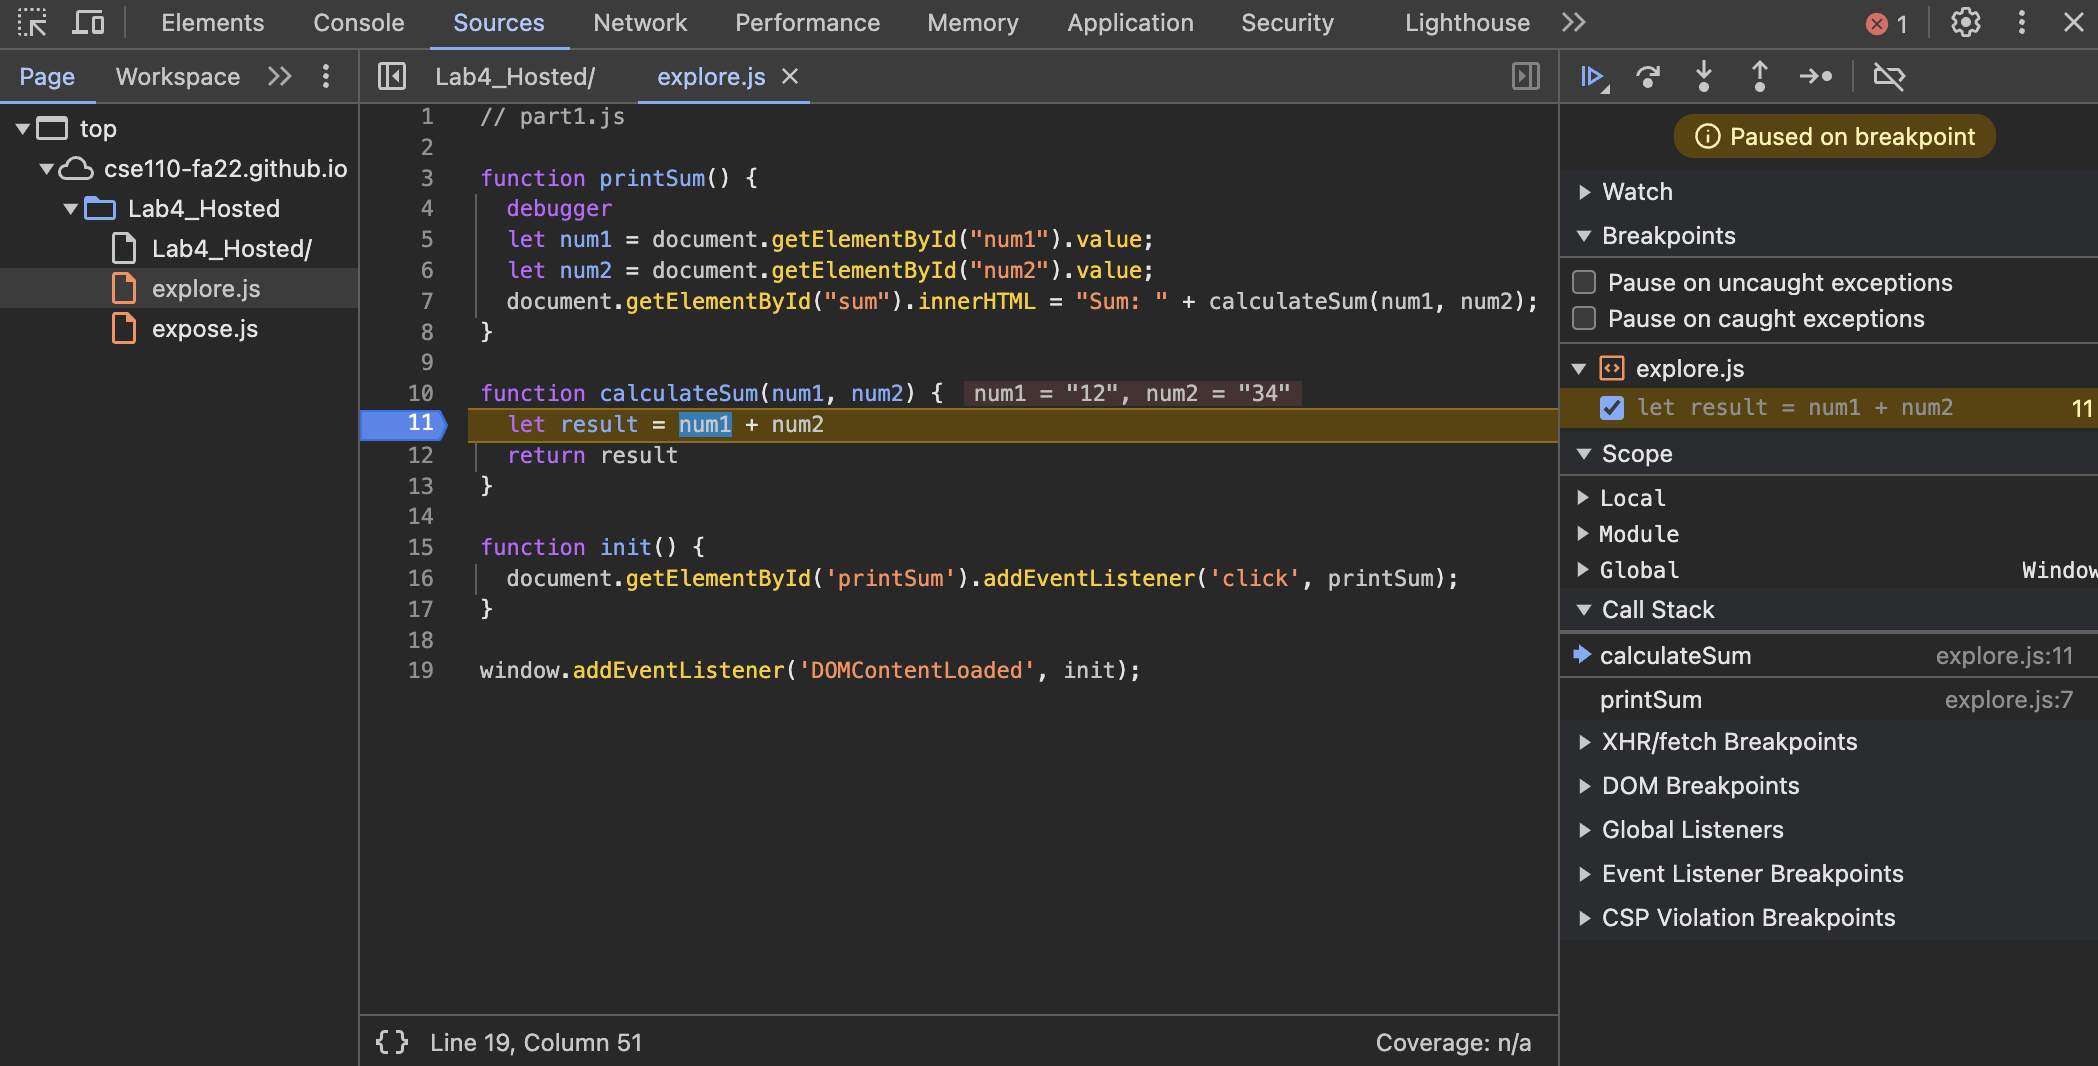 Elements Console Sources Network Performance Memory Application Security Lighthouse 1
Page Workspace
top
cse110-fa22.github.io
Lab4_Hosted
Lab4_Hosted/
explore.js
expose.js
Lab4_Hosted/ explore.js
1 // part1.js
2
3 function printSum() {
4 debugger
5 let num1 = document.getElementById("num1").value;
6 let num2 = document.getElementById("num2").value;
7 document.getElementById("sum").innerHTML = "Sum: " + calculateSum(num1, num2);
8 }
9
10 function calculateSum(num1, num2) { num1 = "12", num2 = "34"
11 let result = num1 + num2
12 return result
13 }
14
15 function init() {
16 document.getElementById('printSum').addEventListener('click', printSum);
17 }
18
19 window.addEventListener('DOMContentLoaded', init);
{} Line 19, Column 51 Coverage: n/a
Paused on breakpoint
Watch
Breakpoints
Pause on uncaught exceptions
Pause on caught exceptions
explore.js
let result = num1 + num2 11
Scope
Local
Module
Global Window
Call Stack
calculateSum explore.js:11
printSum explore.js:7
XHR/fetch Breakpoints
DOM Breakpoints
Global Listeners
Event Listener Breakpoints
CSP Violation Breakpoints